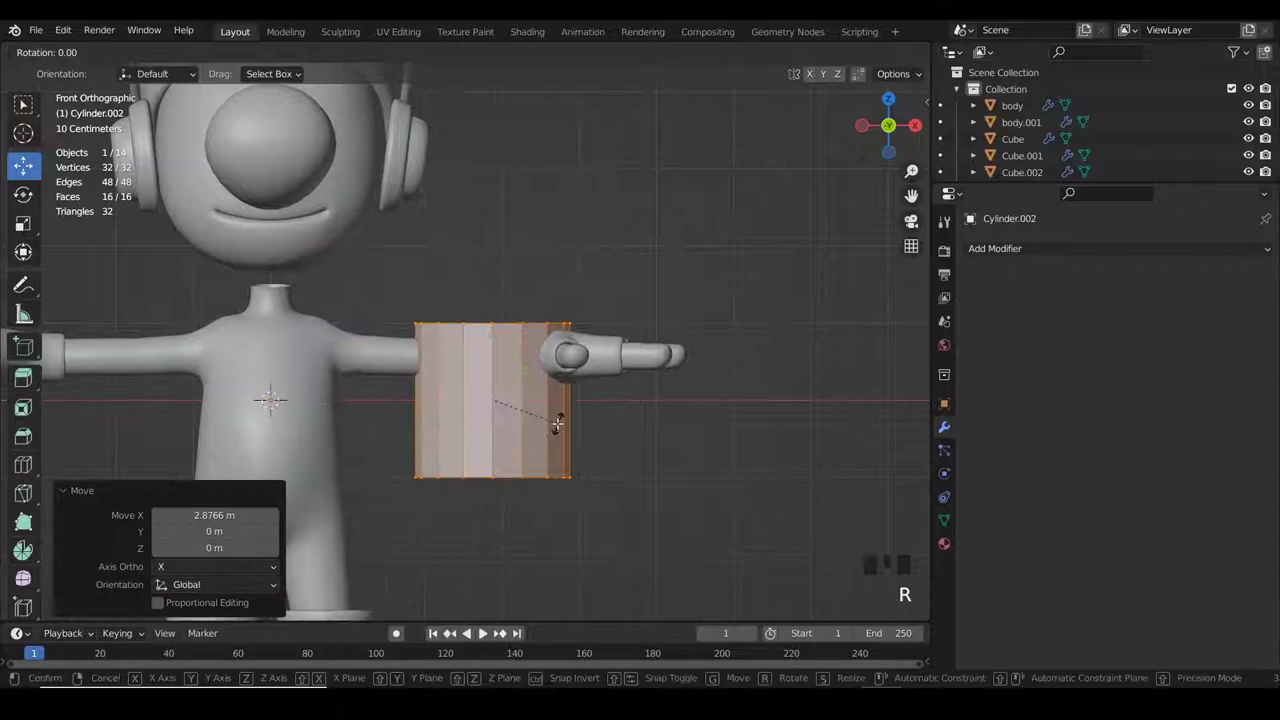 File Edit Render Window Help Layout Modeling Sculpting UV Editing Texture Paint Shading Animation Rendering Compositing Geometry Nodes Scripting Scene ViewLayer
Rotation: 0.00
Orientation: Default Drag: Select Box X Y Z Options
Scene Collection
Collection
body
body.001
Cube
Cube.001
Cube.002
Front Orthographic
(1) Cylinder.002
10 Centimeters
Objects 1/14
Vertices 32/32
Edges 48/48
Faces 16/16
Triangles 32
Z
-Y
X
Cylinder.002
Add Modifier
Move
Move X 2.8766 m
Y 0 m
Z 0 m
Axis Ortho X
Orientation Global
Proportional Editing
R
Playback Keying View Marker 1 Start 1 End 250
1 20 40 60 80 100 120 140 160 180 200 220 240
Confirm Cancel X X Axis Y Y Axis Z Z Axis X X Plane Y Y Plane Z Z Plane Ctrl Snap Invert Snap Toggle G Move R Rotate S Resize Automatic Constraint Automatic Constraint Plane Precision Mode